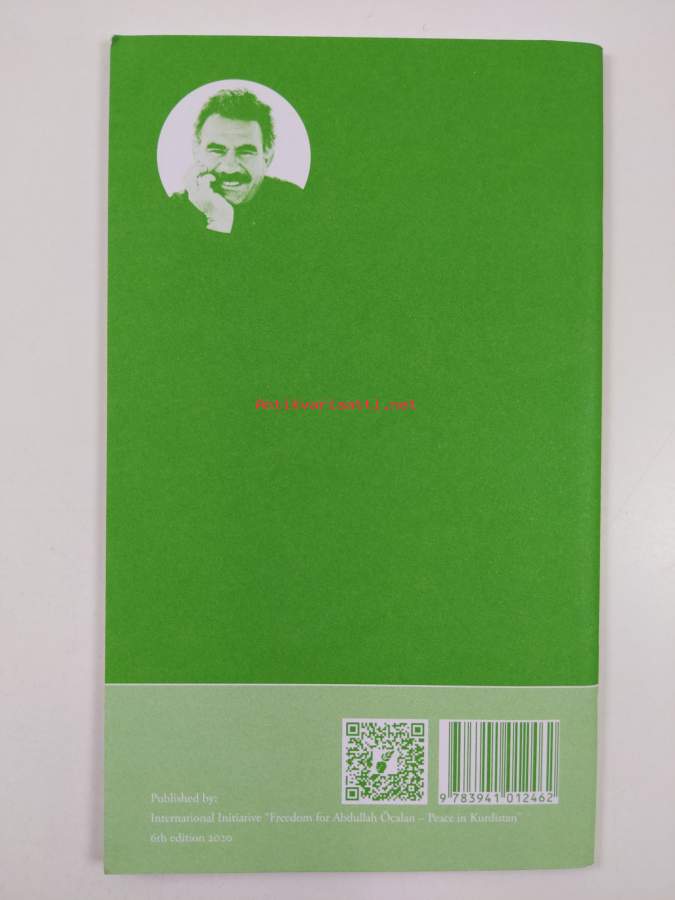 Antikvariaatti.net
9 783941 012462
Published by:
International Initiative "Freedom for Abdullah Öcalan – Peace in Kurdistan"
6th edition 2020